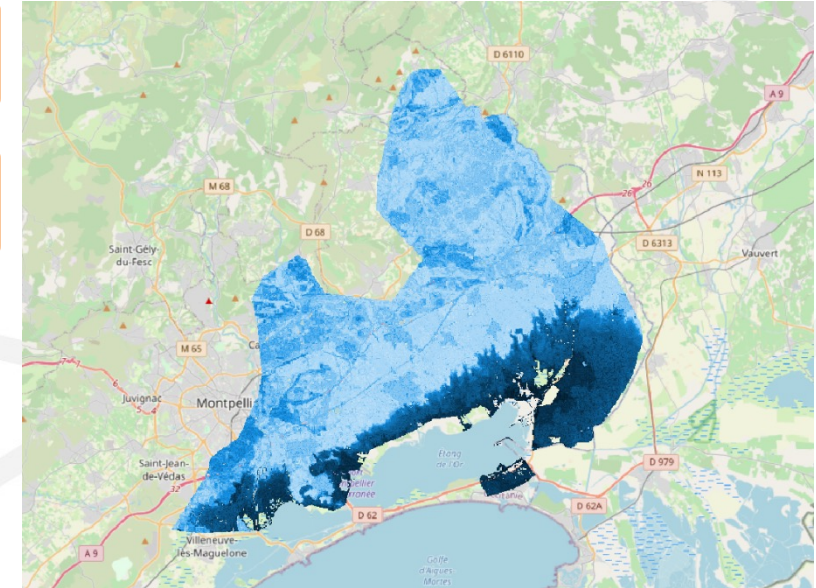 D 6110
A 9
N 113
M 68
26
26
D 68
D 6313
Saint-Gély-
du-Fesc
Vauvert
M 65
Juvignac
Montpelli
Saint-Jean-
de-Védas
32
Étang
de l'Or
D 979
D 62
D 62A
A 9
Villeneuve-
lès-Maguelone
Golfe
d'Aigues
Mortes